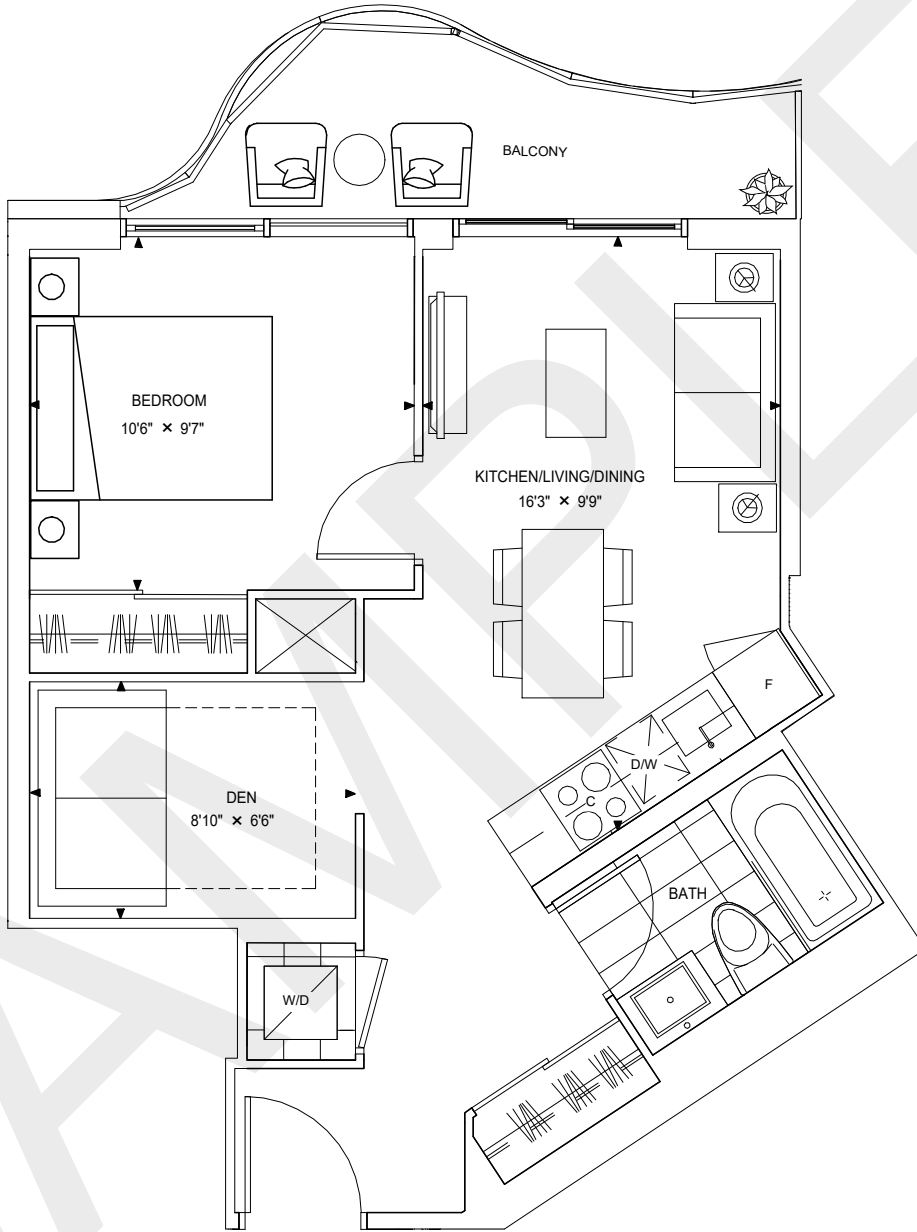 BALCONY
BEDROOM
10'6" × 9'7"
KITCHEN/LIVING/DINING
16'3" × 9'9"
F
D/W
C
DEN
8'10" × 6'6"
BATH
W/D